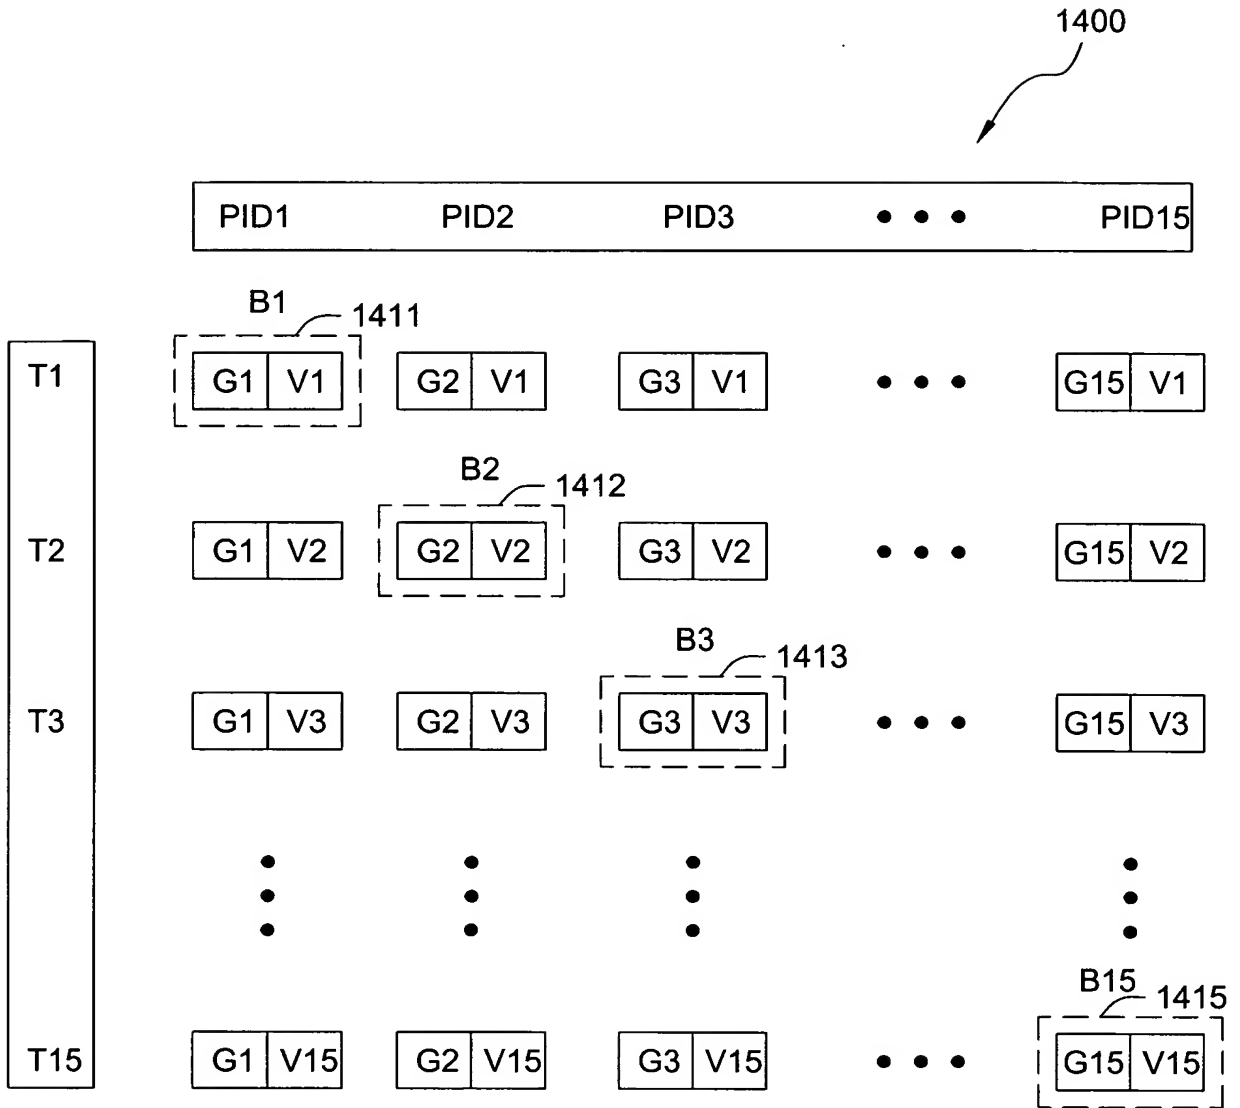 1400
PID1 PID2 PID3 • • • PID15
B1 1411
T1 G1 V1 G2 V1 G3 V1 • • • G15 V1
B2 1412
T2 G1 V2 G2 V2 G3 V2 • • • G15 V2
B3 1413
T3 G1 V3 G2 V3 G3 V3 • • • G15 V3
B15 1415
T15 G1 V15 G2 V15 G3 V15 • • • G15 V15